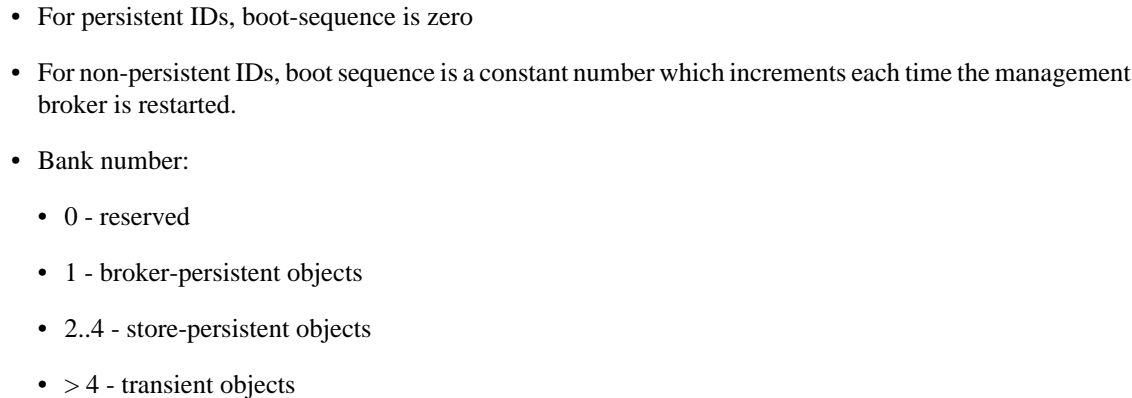 • For persistent IDs, boot-sequence is zero
• For non-persistent IDs, boot sequence is a constant number which increments each time the management
broker is restarted.
• Bank number:
• 0 - reserved
• 1 - broker-persistent objects
• 2..4 - store-persistent objects
• > 4 - transient objects